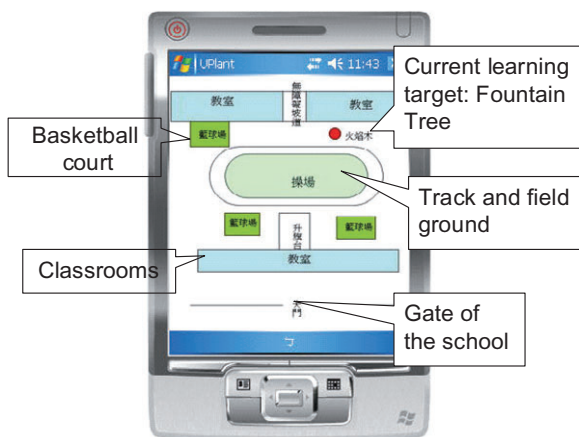 UPlant 11:43
Current learning
target: Fountain
Tree
教室
無障礙坡道
教室
Basketball
court
籃球場
火焰木
操場
Track and field
ground
籃球場
升旗台
籃球場
Classrooms
教室
大門
Gate of
the school